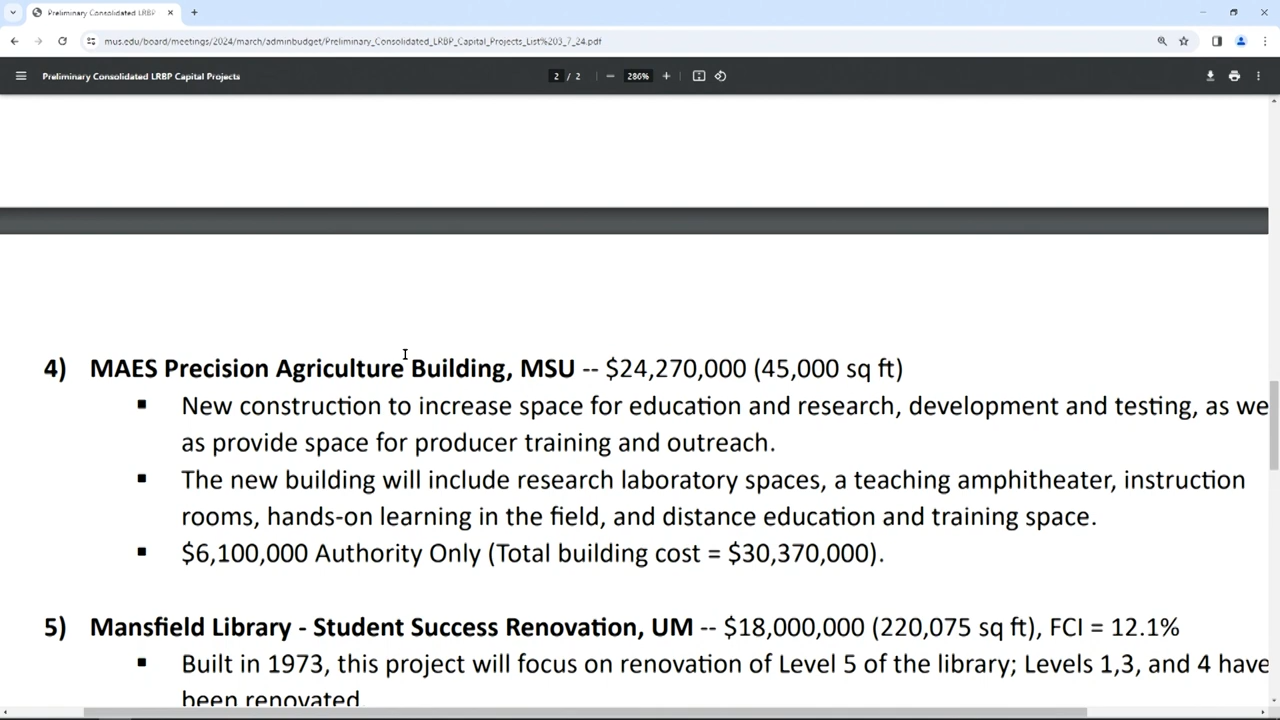 Preliminary Consolidated LRBP
mus.edu/board/meetings/2024/march/adminbudget/Preliminary_Consolidated_LRBP_Capital_Projects_List%203_7_24.pdf
Preliminary Consolidated LRBP Capital Projects
2 / 2
286%
4) MAES Precision Agriculture Building, MSU -- $24,270,000 (45,000 sq ft)
▪ New construction to increase space for education and research, development and testing, as we
as provide space for producer training and outreach.
▪ The new building will include research laboratory spaces, a teaching amphitheater, instruction
rooms, hands-on learning in the field, and distance education and training space.
▪ $6,100,000 Authority Only (Total building cost = $30,370,000).
5) Mansfield Library - Student Success Renovation, UM -- $18,000,000 (220,075 sq ft), FCI = 12.1%
▪ Built in 1973, this project will focus on renovation of Level 5 of the library; Levels 1,3, and 4 have
been renovated.